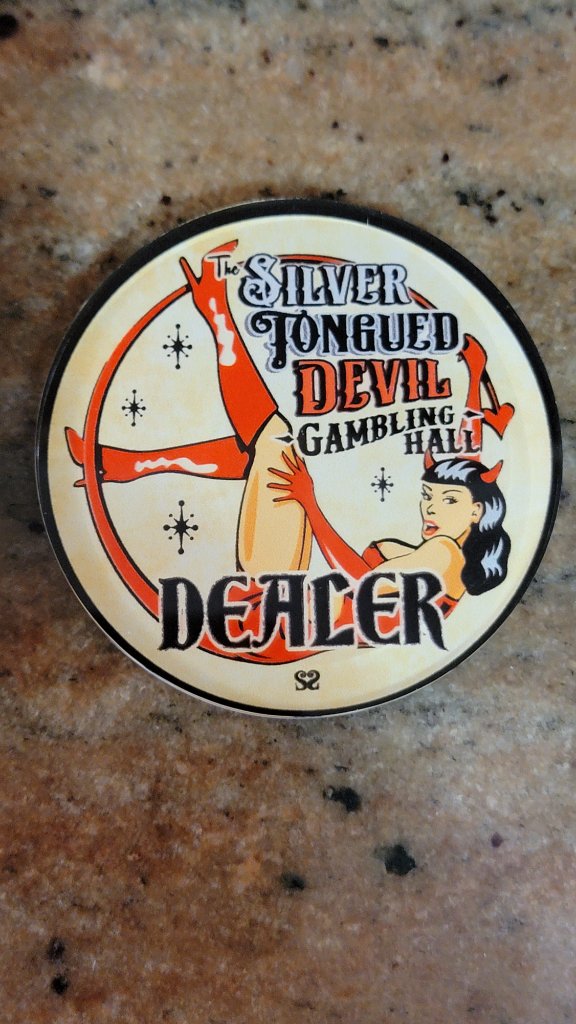 The SILVER
TONGUED
DEVIL
GAMBLING
HALL
DEALER